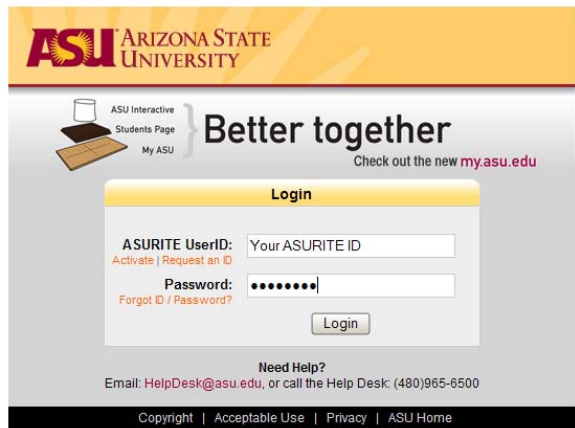 ASU ARIZONA STATE
UNIVERSITY
ASU Interactive
Students Page
My ASU
Better together
Check out the new my.asu.edu
Login
ASURITE UserID: Your ASURITE ID
Activate | Request an ID
Password: ••••••••
Forgot ID / Password?
Login
Need Help?
Email: HelpDesk@asu.edu, or call the Help Desk: (480)965-6500
Copyright | Acceptable Use | Privacy | ASU Home